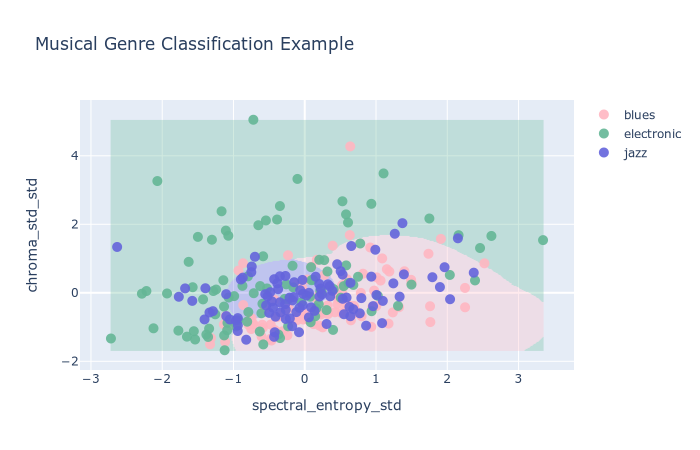 Musical Genre Classification Example
blues
electronic
jazz
chroma_std_std
4
2
0
−2
−3
−2
−1
0
1
2
3
spectral_entropy_std